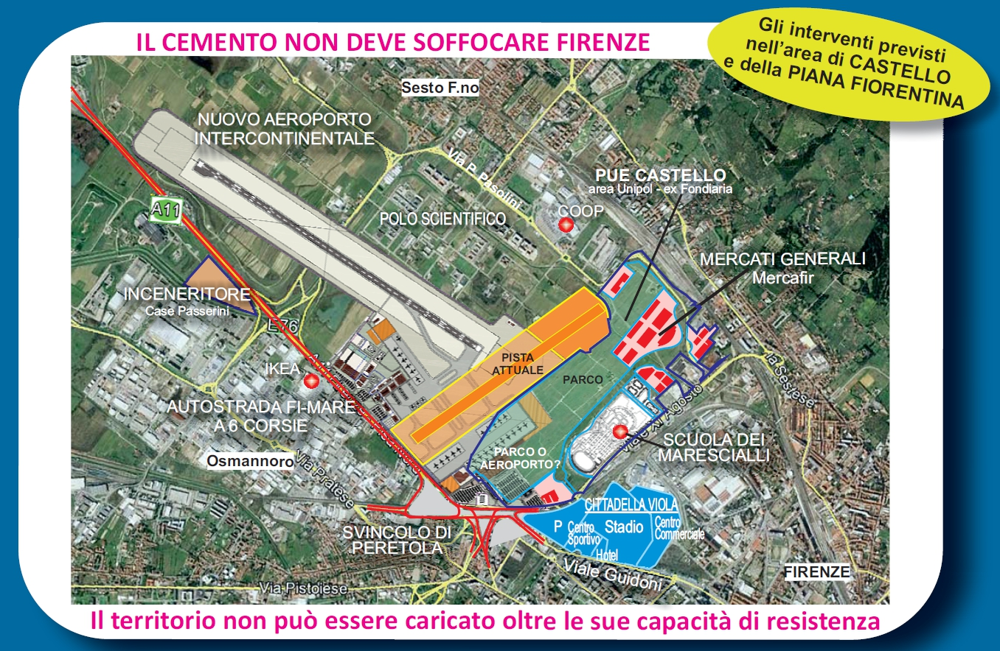 IL CEMENTO NON DEVE SOFFOCARE FIRENZE
Gli interventi previsti
nell'area di CASTELLO
e della PIANA FIORENTINA
Sesto F.no
NUOVO AEROPORTO
INTERCONTINENTALE
Via P. Pasolini
PUE CASTELLO
area Unipol - ex Fondiaria
A11
POLO SCIENTIFICO
COOP
MERCATI GENERALI
Mercafir
INCENERITORE
Case Passerini
E76
IKEA
PISTA
ATTUALE
PARCO
AUTOSTRADA FI-MARE
A 6 CORSIE
Osmannoro
Via Pratese
PARCO O
AEROPORTO?
Viale XI Agosto
SCUOLA DEI
MARESCIALLI
Via Sestese
SVINCOLO DI
PERETOLA
CITTADELLA VIOLA
P
Centro
Sportivo
Stadio
Centro
Commerciale
Hotel
Viale Guidoni
FIRENZE
Via Pistoiese
Il territorio non può essere caricato oltre le sue capacità di resistenza